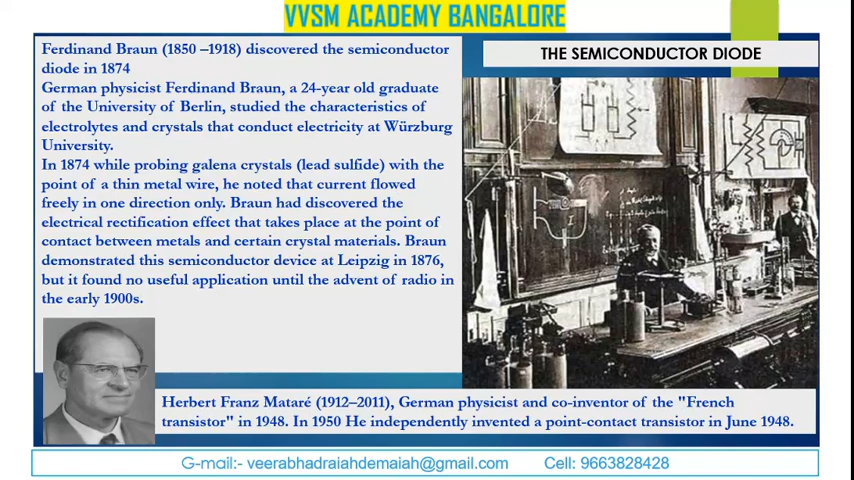 VVSM ACADEMY BANGALORE
THE SEMICONDUCTOR DIODE
Ferdinand Braun (1850 –1918) discovered the semiconductor
diode in 1874
German physicist Ferdinand Braun, a 24-year old graduate
of the University of Berlin, studied the characteristics of
electrolytes and crystals that conduct electricity at Würzburg
University.
In 1874 while probing galena crystals (lead sulfide) with the
point of a thin metal wire, he noted that current flowed
freely in one direction only. Braun had discovered the
electrical rectification effect that takes place at the point of
contact between metals and certain crystal materials. Braun
demonstrated this semiconductor device at Leipzig in 1876,
but it found no useful application until the advent of radio in
the early 1900s.
Herbert Franz Mataré (1912–2011), German physicist and co-inventor of the "French
transistor" in 1948. In 1950 He independently invented a point-contact transistor in June 1948.
G-mail:- veerabhadraiahdemaiah@gmail.com Cell: 9663828428